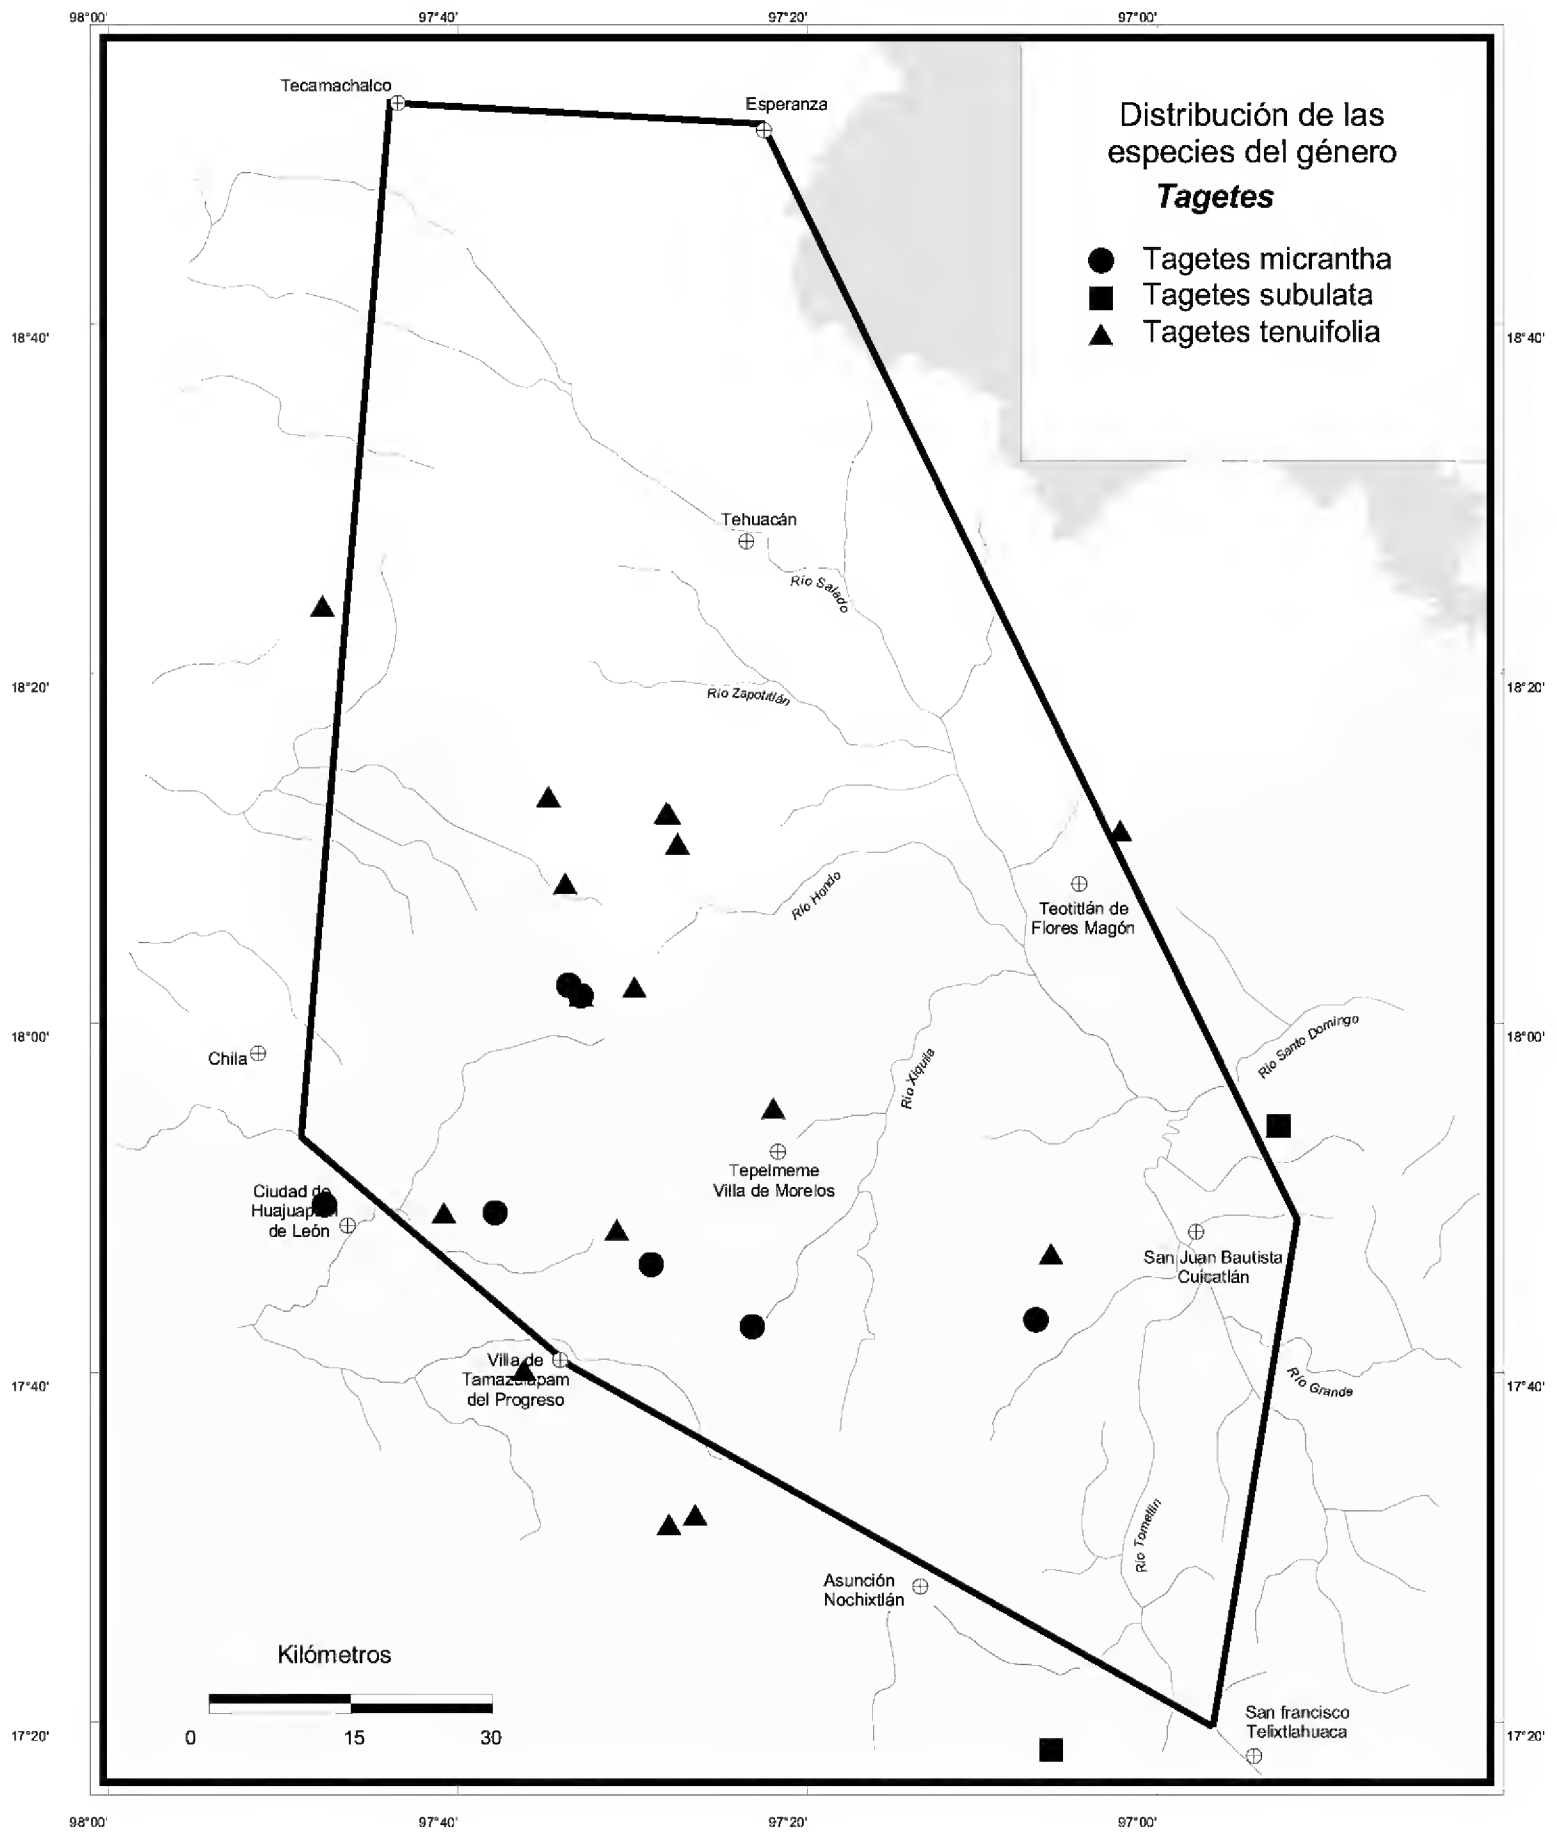 98°00'
97°40'
97°20'
97°00'
Tecamachalco
Esperanza
Distribución de las
especies del género
Tagetes
Tagetes micrantha
Tagetes subulata
Tagetes tenuifolia
18°40'
18°40'
Tehuacán
Río Salado
18°20'
18°20'
Río Zapotitlán
Río Hondo
Teotitlán de
Flores Magón
18°00'
18°00'
Chila
Río Santo Domingo
Río Xiquila
Tepelmeme
Villa de Morelos
Ciudad de
Huajuapan
de León
San Juan Bautista
Cuicatlán
Villa de
Tamazulapam
del Progreso
17°40'
17°40'
Río Grande
Río Tomellín
Asunción
Nochixtlán
Kilómetros
0
15
30
San francisco
Telixtlahuaca
17°20'
17°20'
98°00'
97°40'
97°20'
97°00'